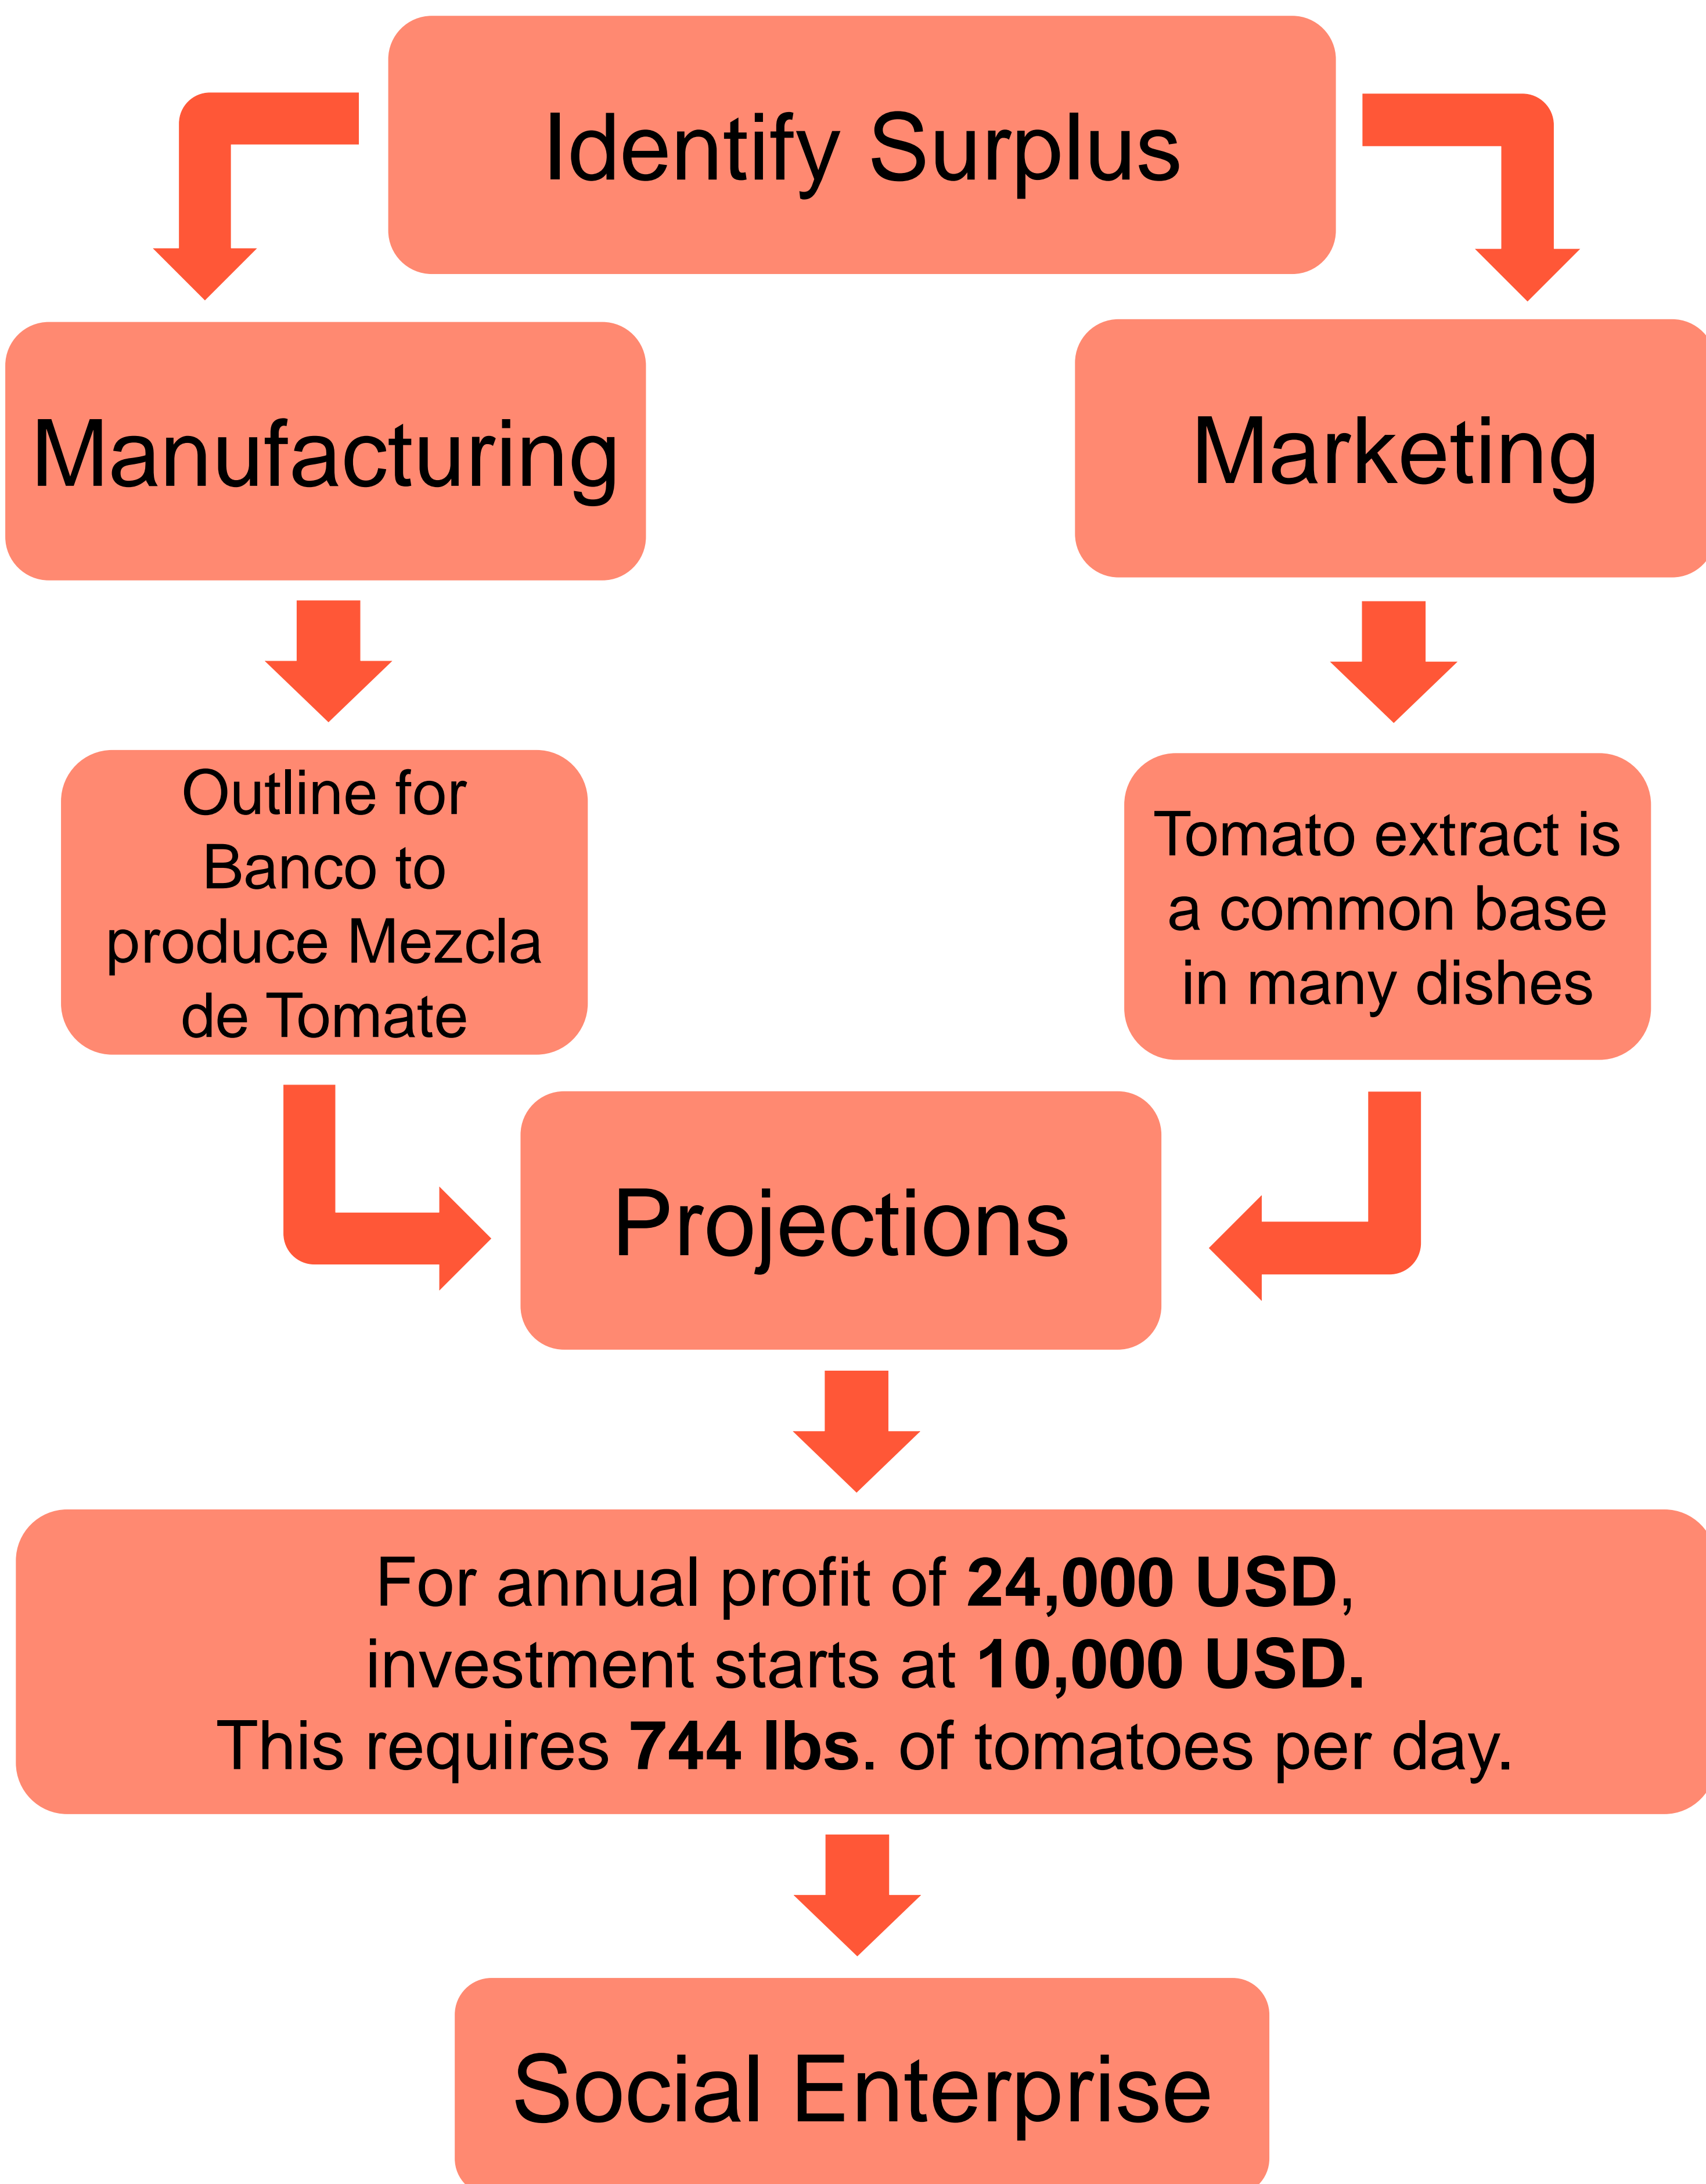 Identify Surplus
Manufacturing
Marketing
Outline for
Banco to
produce Mezcla
de Tomate
Tomato extract is
a common base
in many dishes
Projections
For annual profit of 24,000 USD,
investment starts at 10,000 USD.
This requires 744 lbs. of tomatoes per day.
Social Enterprise